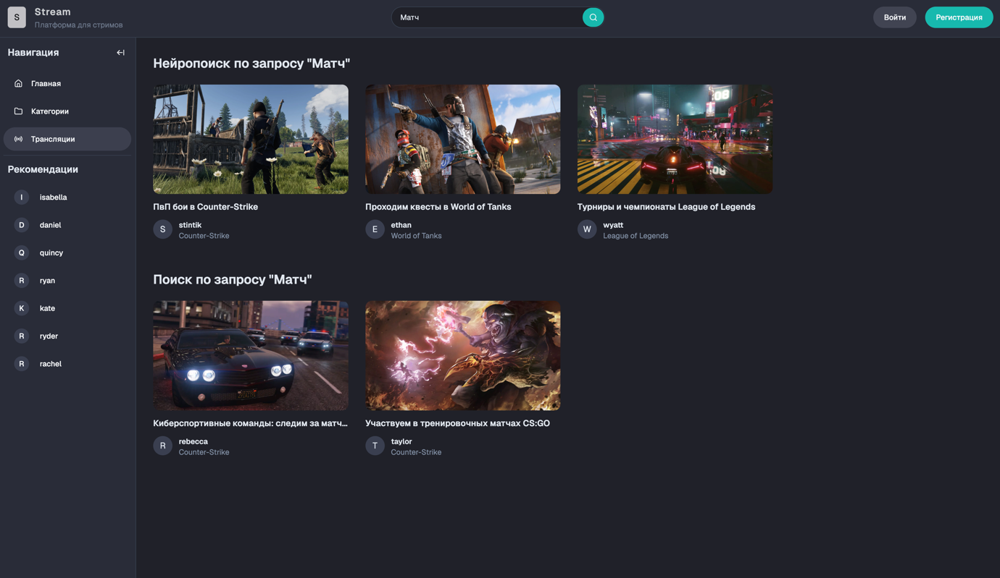 S
Stream
Платформа для стримов
Матч
Войти
Регистрация
Навигация
Главная
Категории
Трансляции
Рекомендации
I
isabella
D
daniel
Q
quincy
R
ryan
K
kate
R
ryder
R
rachel
Нейропоиск по запросу "Матч"
ПвП бои в Counter-Strike
S
stintik
Counter-Strike
Проходим квесты в World of Tanks
E
ethan
World of Tanks
Турниры и чемпионаты League of Legends
W
wyatt
League of Legends
Поиск по запросу "Матч"
Киберспортивные команды: следим за матч...
R
rebecca
Counter-Strike
Участвуем в тренировочных матчах CS:GO
T
taylor
Counter-Strike